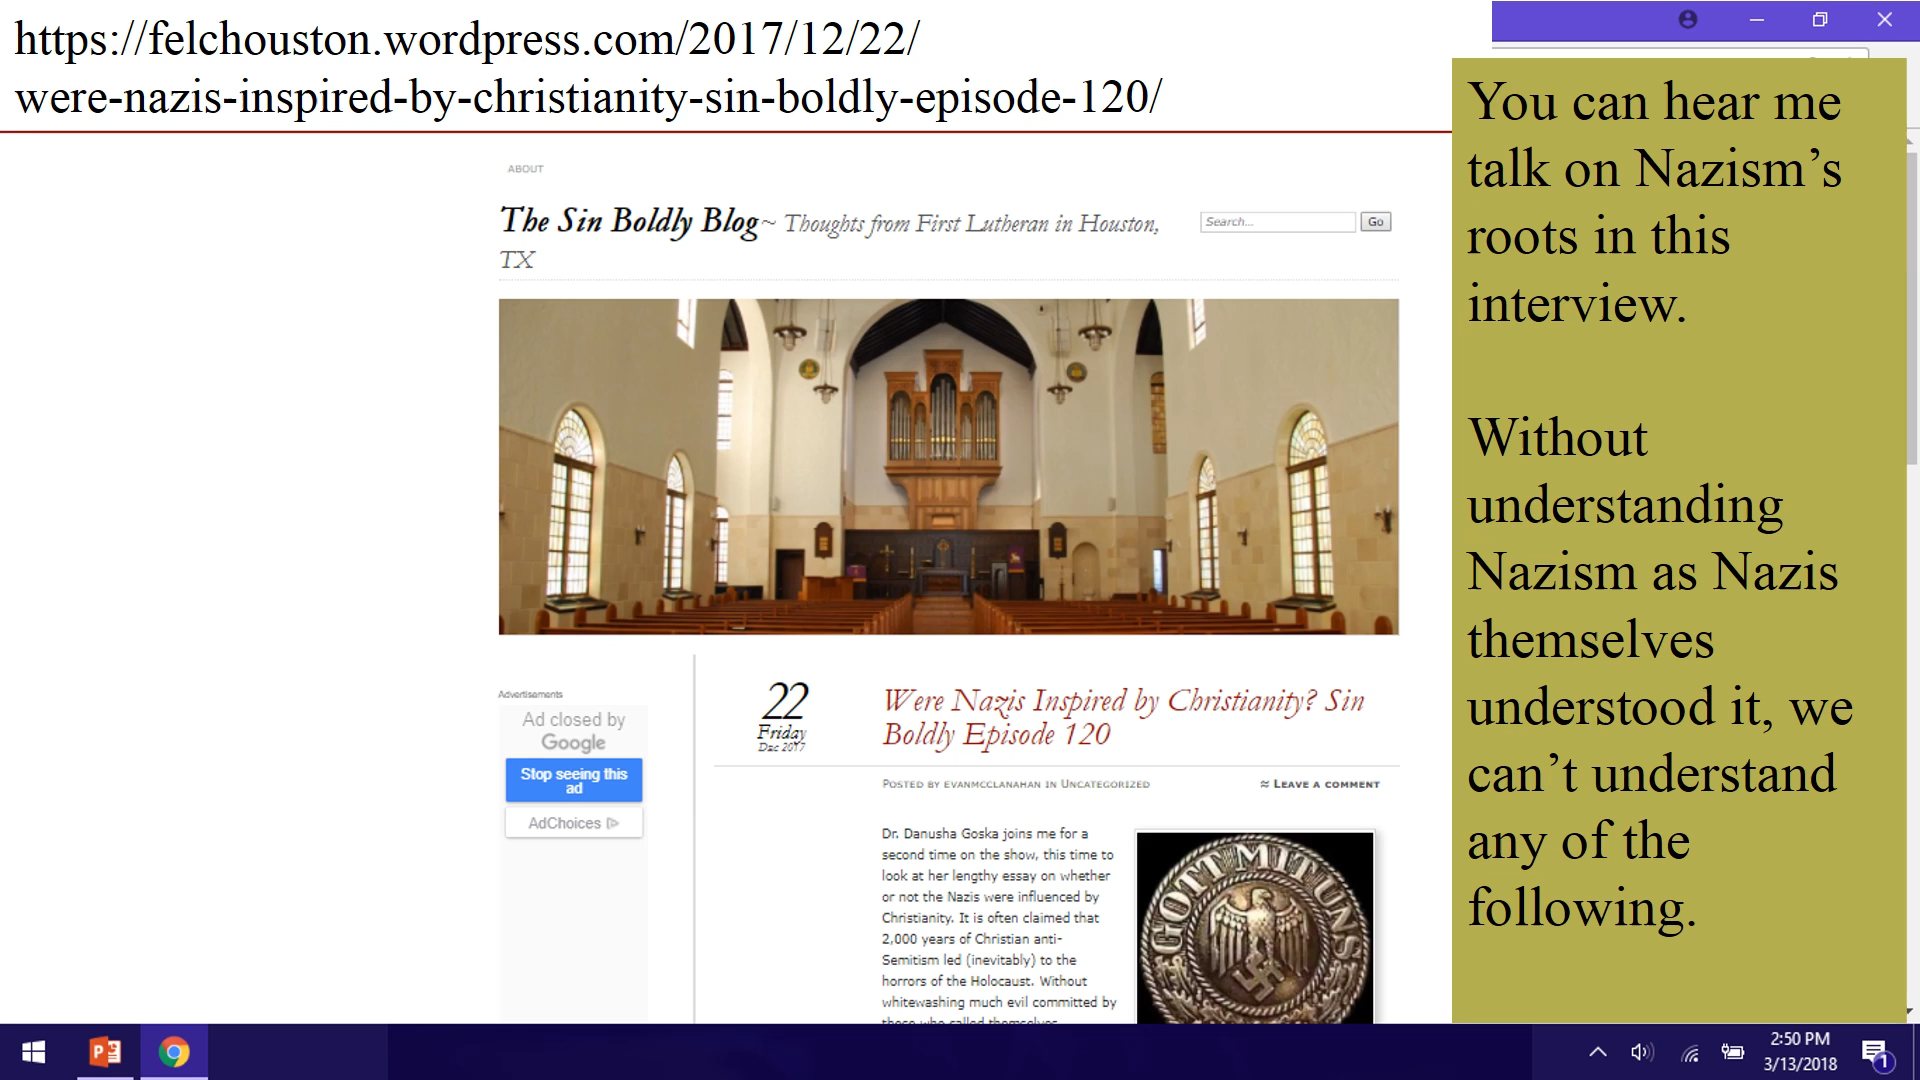 https://felchouston.wordpress.com/2017/12/22/
were-nazis-inspired-by-christianity-sin-boldly-episode-120/
You can hear me
talk on Nazism’s
roots in this
interview.
Without
understanding
Nazism as Nazis
themselves
understood it, we
can’t understand
any of the
following.
ABOUT
The Sin Boldly Blog~ Thoughts from First Lutheran in Houston,
TX
Search...
Go
Advertisements
Ad closed by
Google
Stop seeing this
ad
AdChoices
22
Friday
Dec 2017
Were Nazis Inspired by Christianity? Sin
Boldly Episode 120
POSTED BY EVANMCCLANAHAN IN UNCATEGORIZED
≈ LEAVE A COMMENT
Dr. Danusha Goska joins me for a
second time on the show, this time to
look at her lengthy essay on whether
or not the Nazis were influenced by
Christianity. It is often claimed that
2,000 years of Christian anti-
Semitism led (inevitably) to the
horrors of the Holocaust. Without
whitewashing much evil committed by
those who called themselves
GOTT MIT UNS
2:50 PM
3/13/2018
1